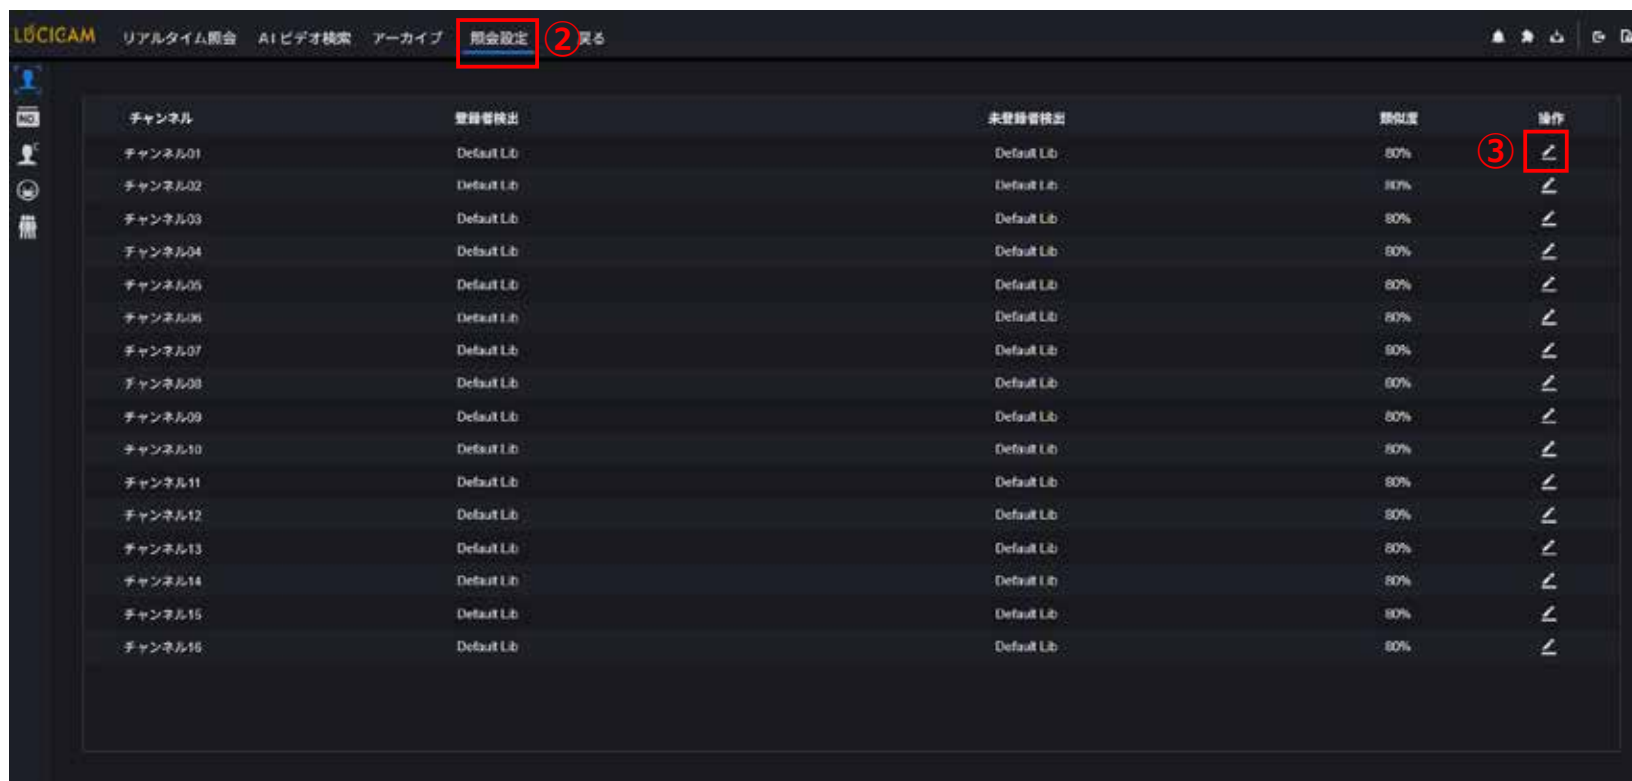 LUCICAM リアルタイム照会 AIビデオ検索 アーカイブ 照会設定 ② 戻る
NO.
チャンネル 登録者検出 未登録者検出 類似度 操作
チャンネル01 Default Lib Default Lib 80% ③
チャンネル02 Default Lib Default Lib 80%
チャンネル03 Default Lib Default Lib 80%
チャンネル04 Default Lib Default Lib 80%
チャンネル05 Default Lib Default Lib 80%
チャンネル06 Default Lib Default Lib 80%
チャンネル07 Default Lib Default Lib 80%
チャンネル08 Default Lib Default Lib 80%
チャンネル09 Default Lib Default Lib 80%
チャンネル10 Default Lib Default Lib 80%
チャンネル11 Default Lib Default Lib 80%
チャンネル12 Default Lib Default Lib 80%
チャンネル13 Default Lib Default Lib 80%
チャンネル14 Default Lib Default Lib 80%
チャンネル15 Default Lib Default Lib 80%
チャンネル16 Default Lib Default Lib 80%